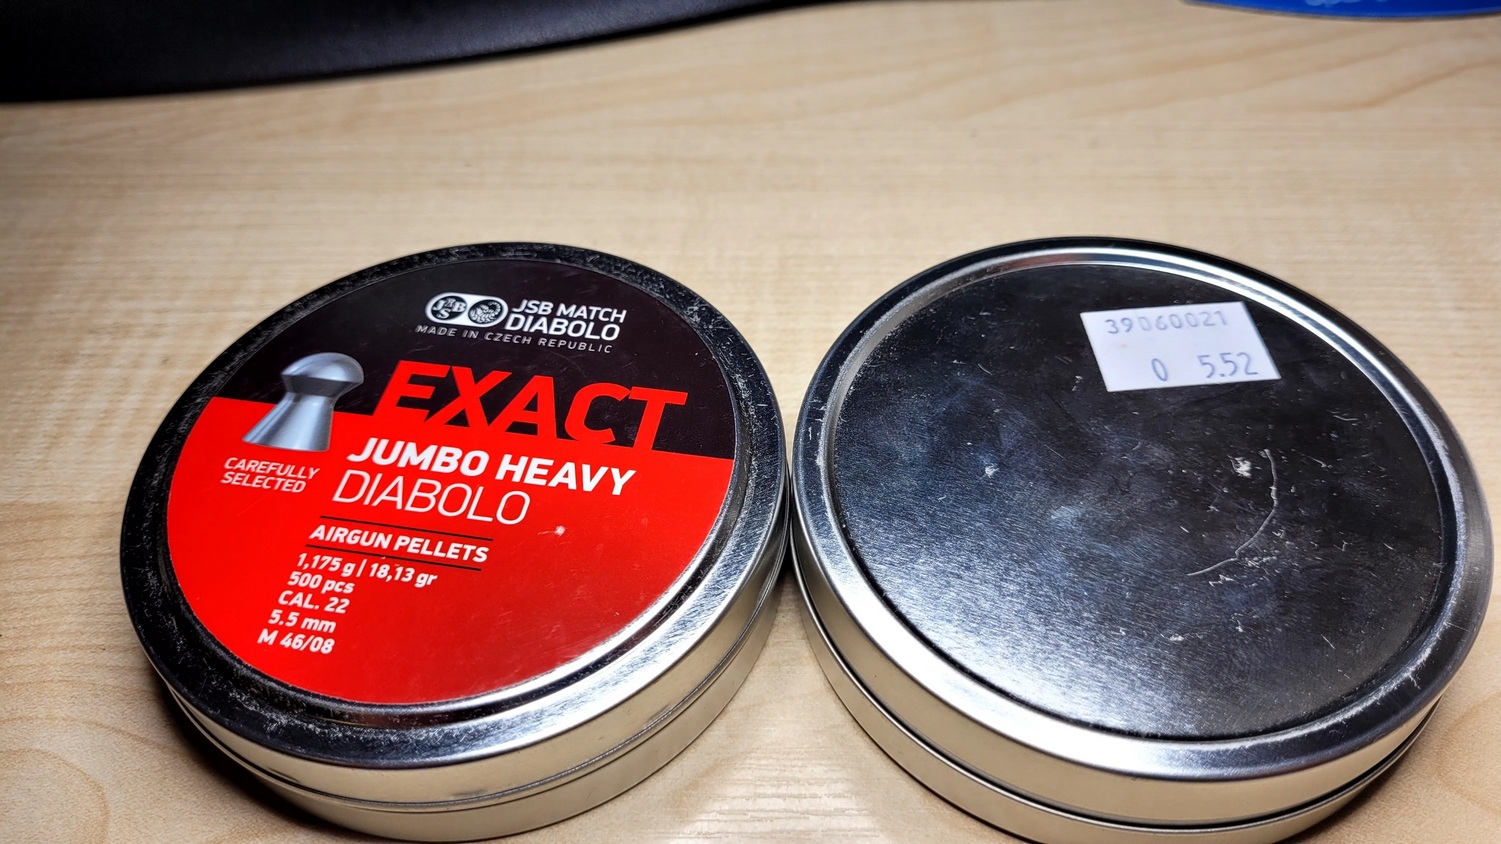 JSB
JSB MATCH
DIABOLO
MADE IN CZECH REPUBLIC
EXACT
JUMBO HEAVY
DIABOLO
CAREFULLY
SELECTED
AIRGUN PELLETS
1,175 g | 18,13 gr
500 pcs
CAL. 22
5.5 mm
M 46/08
39060021
0 5.52